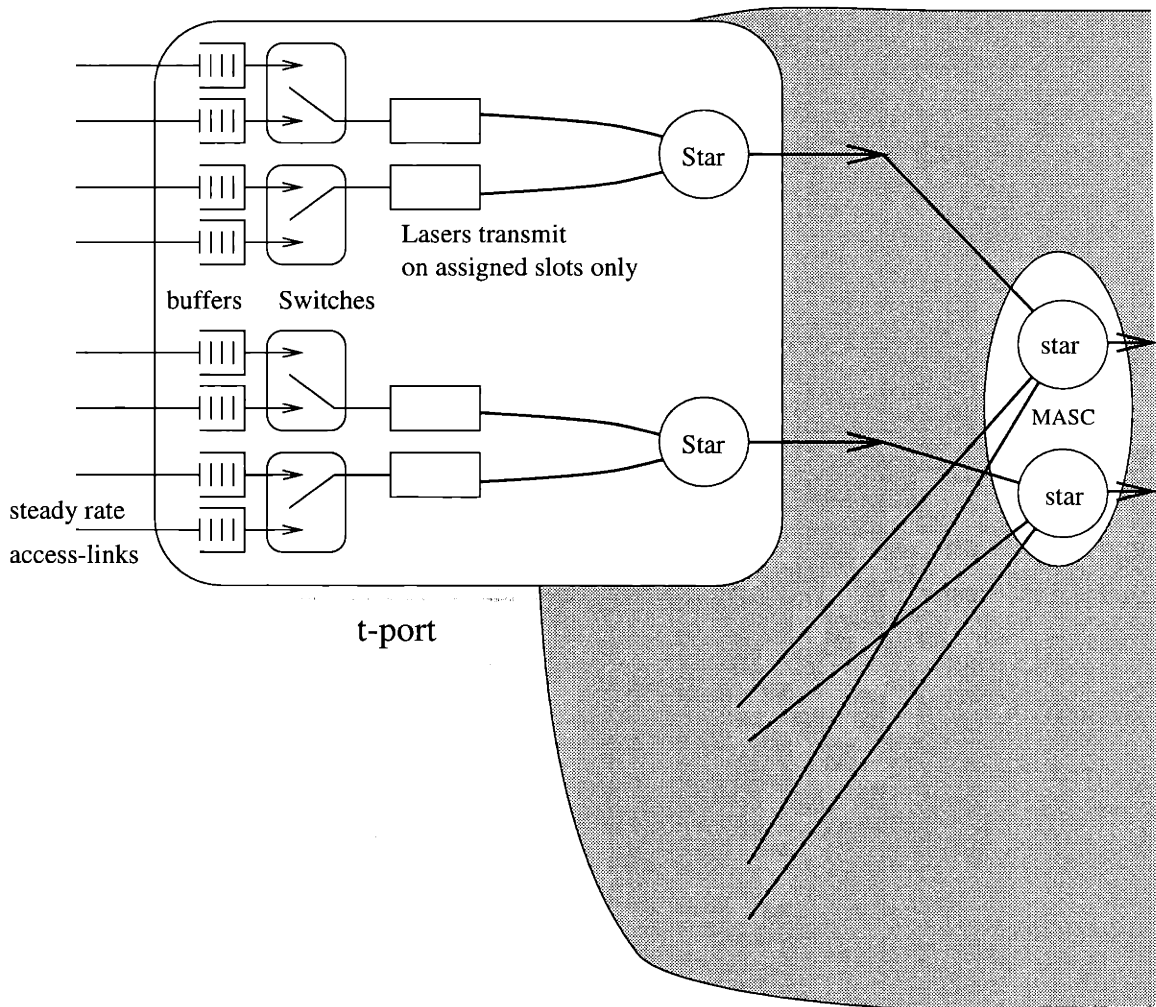 Star
Lasers transmit
on assigned slots only
buffers
Switches
star
MASC
Star
star
steady rate
access-links
t-port